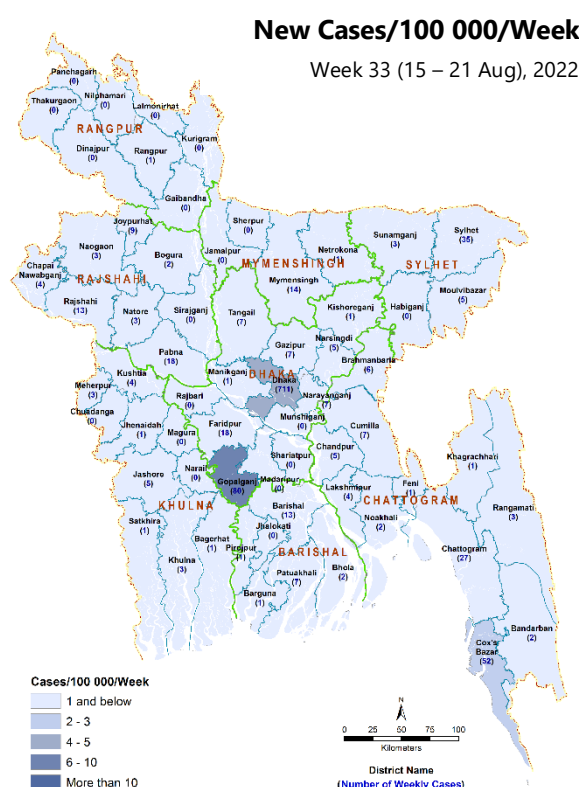 New Cases/100 000/Week
Week 33 (15 – 21 Aug), 2022
Panchagarh
(0)
Thakurgaon
(0)
Nilphamari
(0)
Lalmonirhat
(0)
RANGPUR
Kurigram
(0)
Dinajpur
(0)
Rangpur
(1)
Gaibandha
(0)
Joypurhat
(9)
Sherpur
(0)
Sunamganj
(3)
Sylhet
(35)
Naogaon
(3)
Bogura
(2)
Jamalpur
(0)
Netrokona
MYMENSINGH
SYLHET
Chapai
Nawabganj
(4)
RAJSHAHI
Mymensingh
(14)
Moulvibazar
(5)
Rajshahi
(13)
Natore
(3)
Sirajganj
(0)
Tangail
(7)
Kishoreganj
(1)
Habiganj
(0)
Gazipur
(7)
Narsingdi
(5)
Pabna
(18)
Brahmanbaria
(6)
Kushtia
(4)
Manikganj
(1)
DHAKA
Dhaka
(711)
Meherpur
(3)
Rajbari
(0)
Narayanganj
(7)
Chuadanga
(0)
Munshiganj
(0)
Jhenaidah
(1)
Magura
(0)
Faridpur
(18)
Cumilla
(7)
Chandpur
(5)
Khagrachhari
(1)
Shariatpur
(0)
Narail
(0)
Madaripur
(0)
Jashore
(5)
Gopalganj
(80)
Lakshmipur
(4)
Feni
(1)
CHATTOGRAM
KHULNA
Barishal
(13)
Rangamati
(3)
Satkhira
(1)
Jhalokati
(0)
Noakhali
(2)
Bagerhat
(1)
Pirojpur
(1)
BARISHAL
Chattogram
(27)
Khulna
(3)
Patuakhali
(7)
Bhola
(2)
Barguna
(1)
Bandarban
(2)
Cox's
Bazar
(52)
Cases/100 000/Week
1 and below
2 - 3
4 - 5
6 - 10
More than 10
N
0 25 50 75 100
Kilometers
District Name
(Number of Weekly Cases)